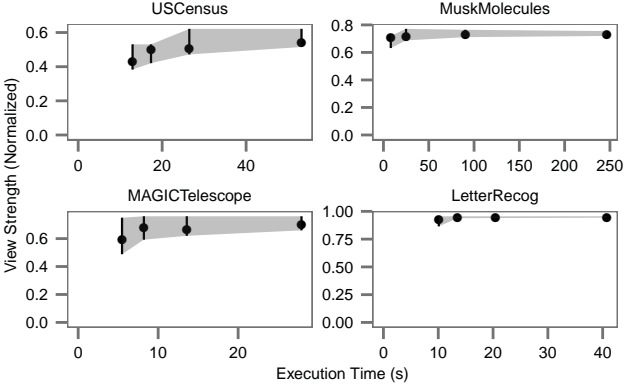 USCensus
MuskMolecules
0.6
0.4
0.2
0.0
0 20 40
0.8
0.6
0.4
0.2
0.0
0 50 100 150 200 250
View Strength (Normalized)
MAGICTelescope
LetterRecog
0.6
0.4
0.2
0.0
0 10 20
1.00
0.75
0.50
0.25
0.00
0 10 20 30 40
Execution Time (s)